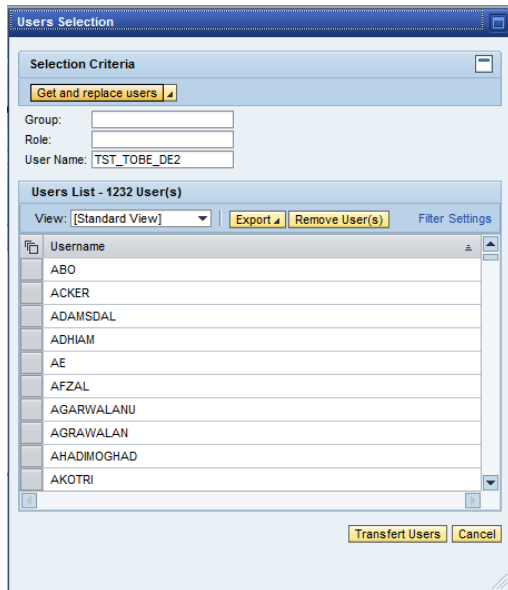 Users Selection
Selection Criteria
Get and replace users
Group:
Role:
User Name: TST_TOBE_DE2
Users List - 1232 User(s)
View: [Standard View] Export Remove User(s) Filter Settings
Username
ABO
ACKER
ADAMSDAL
ADHIAM
AE
AFZAL
AGARWALANU
AGRAWALAN
AHADIMOGHAD
AKOTRI
Transfert Users Cancel